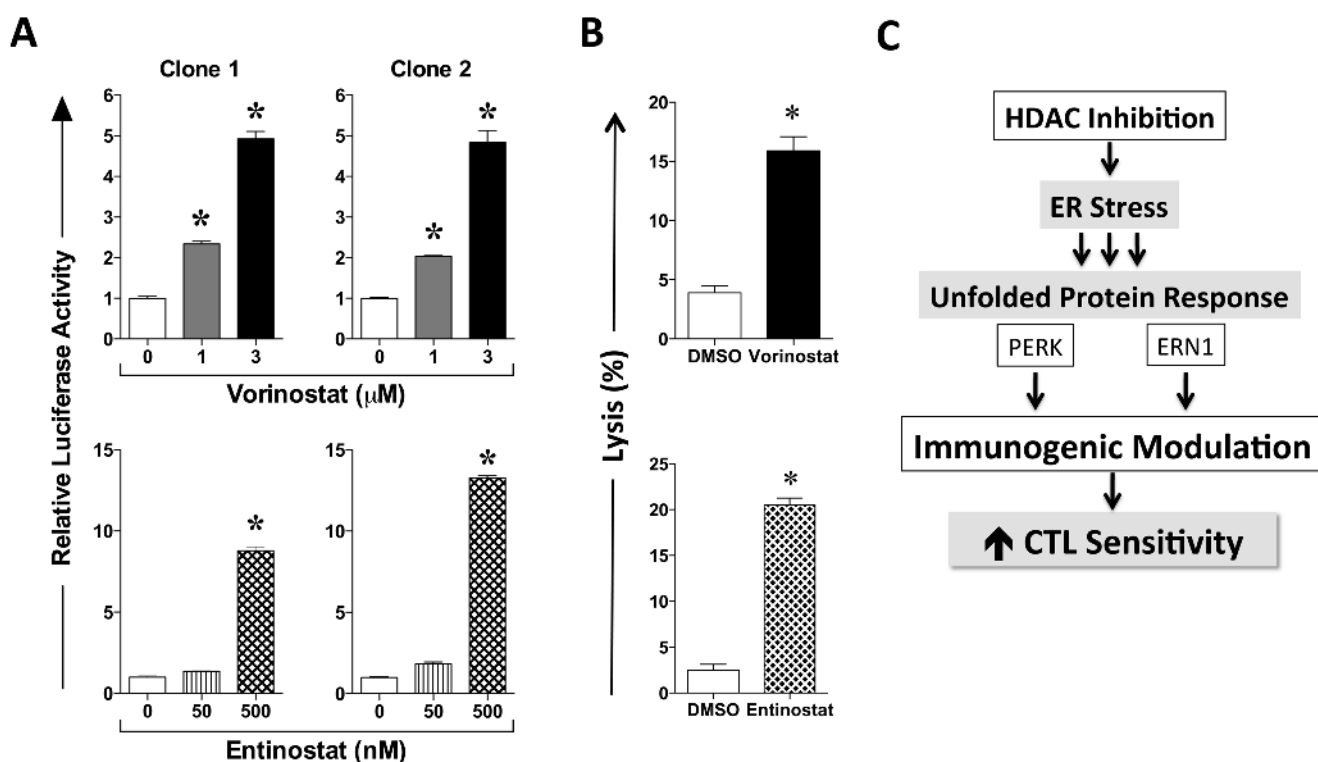 A
Clone 1
Clone 2
Relative Luciferase Activity
6
5
4
3
2
1
0
*
*
0
1
3
6
5
4
3
2
1
0
*
*
0
1
3
Vorinostat (μM)
15
10
5
0
*
0
50
500
15
10
5
0
*
0
50
500
Entinostat (nM)
B
Lysis (%)
20
15
10
5
0
*
DMSO Vorinostat
25
20
15
10
5
0
*
DMSO Entinostat
C
HDAC Inhibition
ER Stress
Unfolded Protein Response
PERK
ERN1
Immunogenic Modulation
CTL Sensitivity